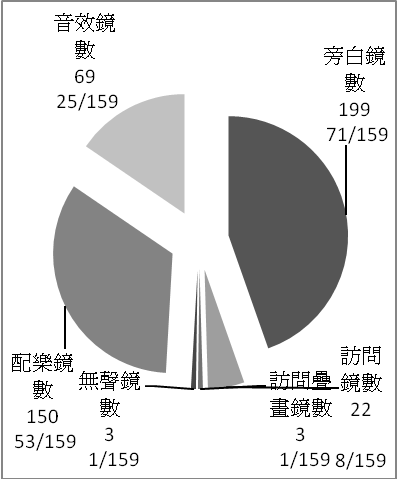 音效鏡
數
69
25/159
旁白鏡
數
199
71/159
配樂鏡
數
150
53/159
無聲鏡
數
3
1/159
訪問疊
畫鏡數
3
1/159
訪問
鏡數
22
8/159